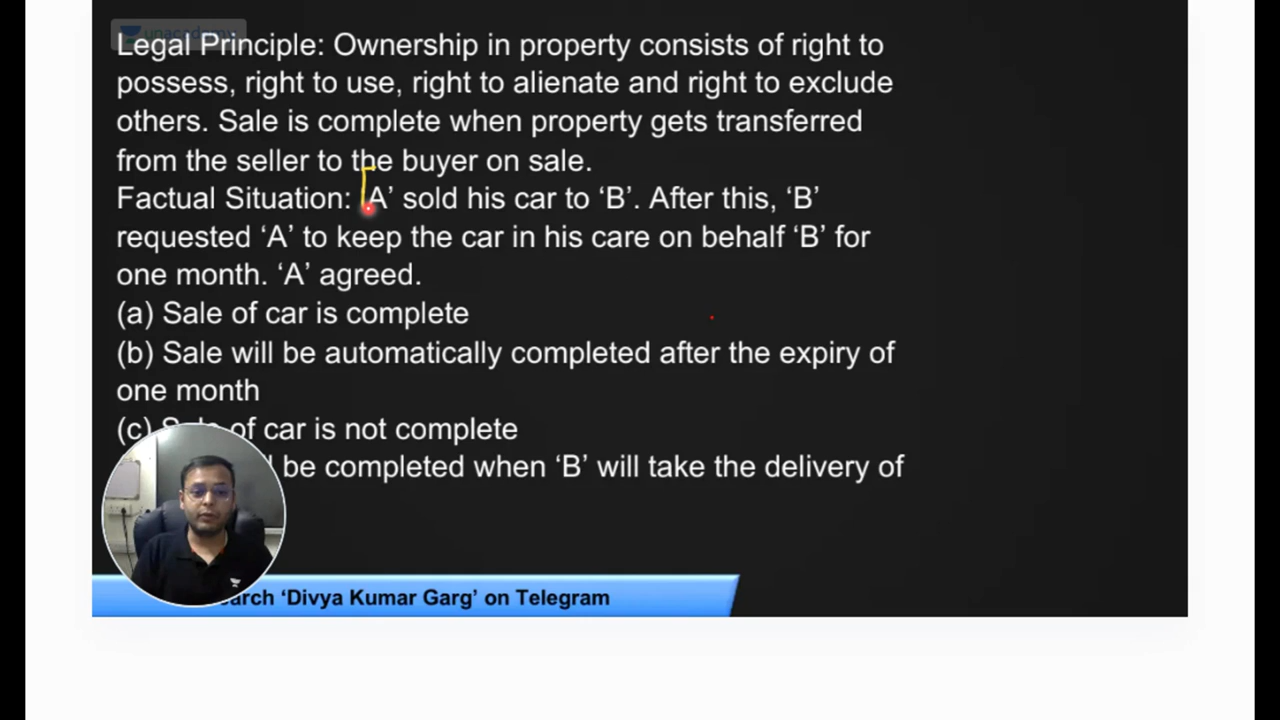 unacademy
Legal Principle: Ownership in property consists of right to
possess, right to use, right to alienate and right to exclude
others. Sale is complete when property gets transferred
from the seller to the buyer on sale.
Factual Situation: ‘A’ sold his car to ‘B’. After this, ‘B’
requested ‘A’ to keep the car in his care on behalf ‘B’ for
one month. ‘A’ agreed.
(a) Sale of car is complete
(b) Sale will be automatically completed after the expiry of
one month
(c) of car is not complete
be completed when ‘B’ will take the delivery of
‘Divya Kumar Garg’ on Telegram